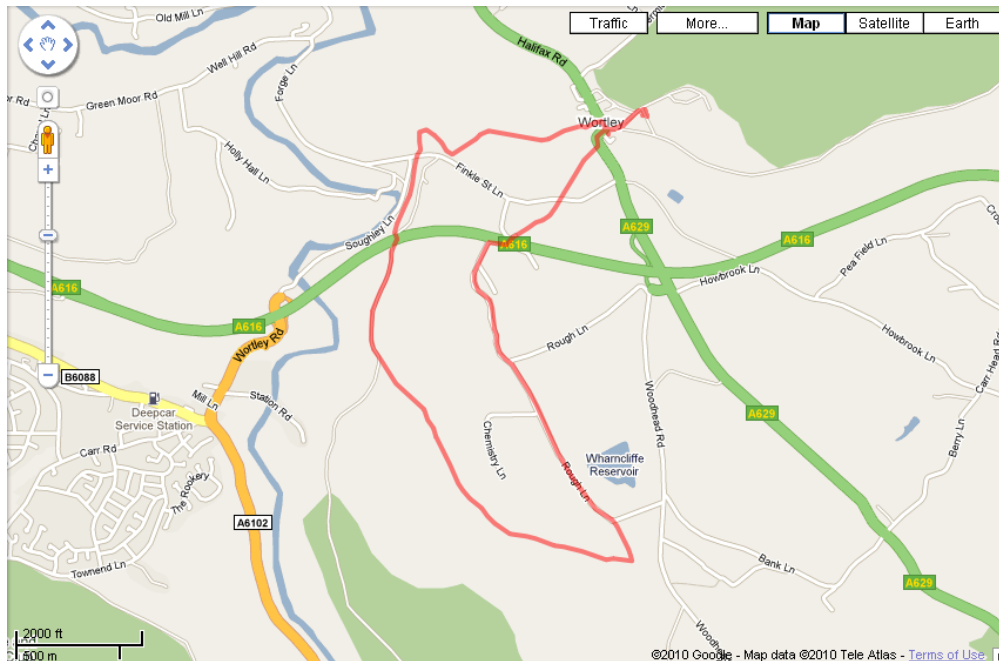 Traffic
More...
Map
Satellite
Earth
Old Mill Ln
Well Hill Rd
Halifax Rd
Forge Ln
Green Moor Rd
Wortley
Holly Hall Ln
Finkle St Ln
Soughley Ln
A629
A616
A616
Pea Field Ln
Howbrook Ln
A616
A616
Wortley Rd
Rough Ln
Howbrook Ln
B6088
Mill Ln
Station Rd
Deepcar
Service Station
Woodhead Rd
Carr Head Rd
A629
Carr Rd
Chemistry Ln
Wharncliffe
Reservoir
Berry Ln
The Rookery
Rough Ln
A6102
Bank Ln
Townend Ln
A629
2000 ft
500 m
©2010 Google - Map data ©2010 Tele Atlas - Terms of Use